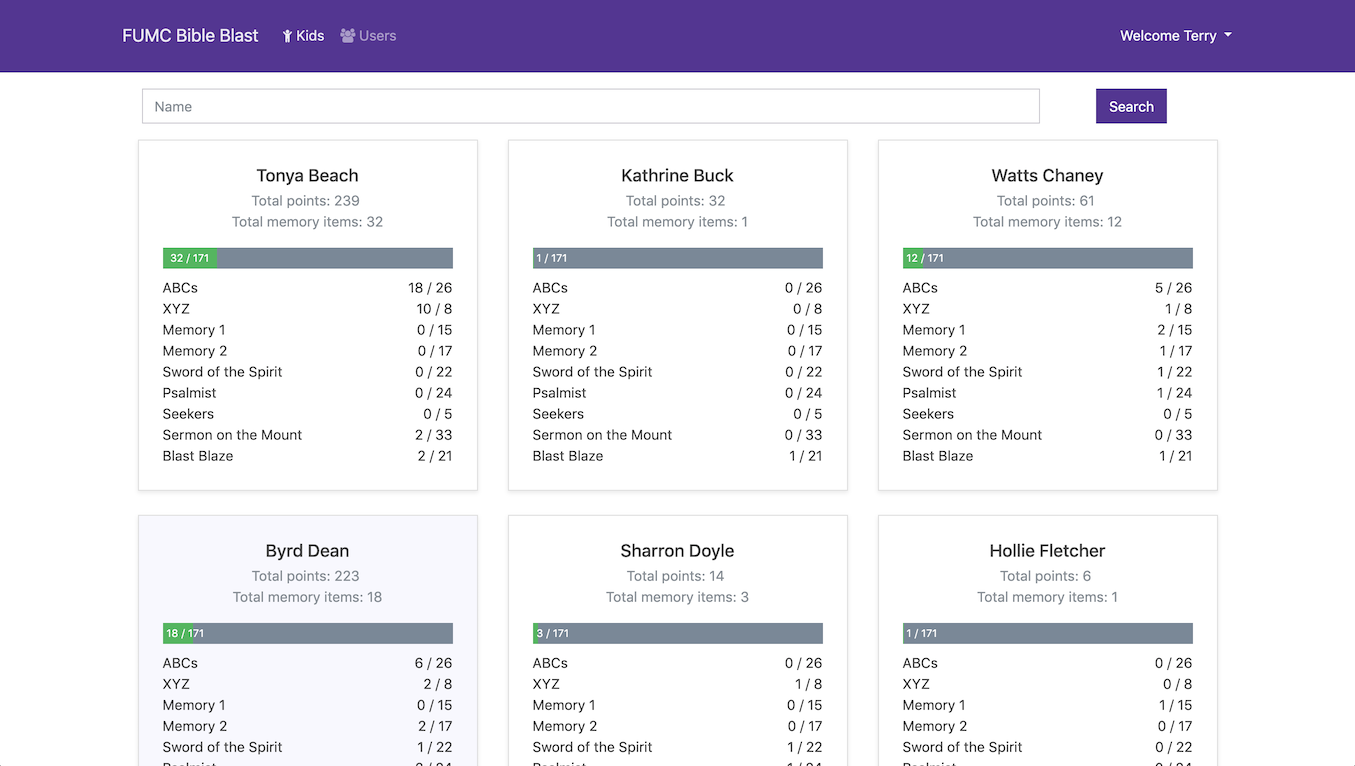 FUMC Bible Blast Kids Users Welcome Terry
Name Search
Tonya Beach
Total points: 239
Total memory items: 32
32 / 171
ABCs 18 / 26
XYZ 10 / 8
Memory 1 0 / 15
Memory 2 0 / 17
Sword of the Spirit 0 / 22
Psalmist 0 / 24
Seekers 0 / 5
Sermon on the Mount 2 / 33
Blast Blaze 2 / 21
Kathrine Buck
Total points: 32
Total memory items: 1
1 / 171
ABCs 0 / 26
XYZ 0 / 8
Memory 1 0 / 15
Memory 2 0 / 17
Sword of the Spirit 0 / 22
Psalmist 0 / 24
Seekers 0 / 5
Sermon on the Mount 0 / 33
Blast Blaze 1 / 21
Watts Chaney
Total points: 61
Total memory items: 12
12 / 171
ABCs 5 / 26
XYZ 1 / 8
Memory 1 2 / 15
Memory 2 1 / 17
Sword of the Spirit 1 / 22
Psalmist 1 / 24
Seekers 0 / 5
Sermon on the Mount 0 / 33
Blast Blaze 1 / 21
Byrd Dean
Total points: 223
Total memory items: 18
18 / 171
ABCs 6 / 26
XYZ 2 / 8
Memory 1 0 / 15
Memory 2 2 / 17
Sword of the Spirit 1 / 22
Sharron Doyle
Total points: 14
Total memory items: 3
3 / 171
ABCs 0 / 26
XYZ 1 / 8
Memory 1 0 / 15
Memory 2 0 / 17
Sword of the Spirit 1 / 22
Hollie Fletcher
Total points: 6
Total memory items: 1
1 / 171
ABCs 0 / 26
XYZ 0 / 8
Memory 1 1 / 15
Memory 2 0 / 17
Sword of the Spirit 0 / 22